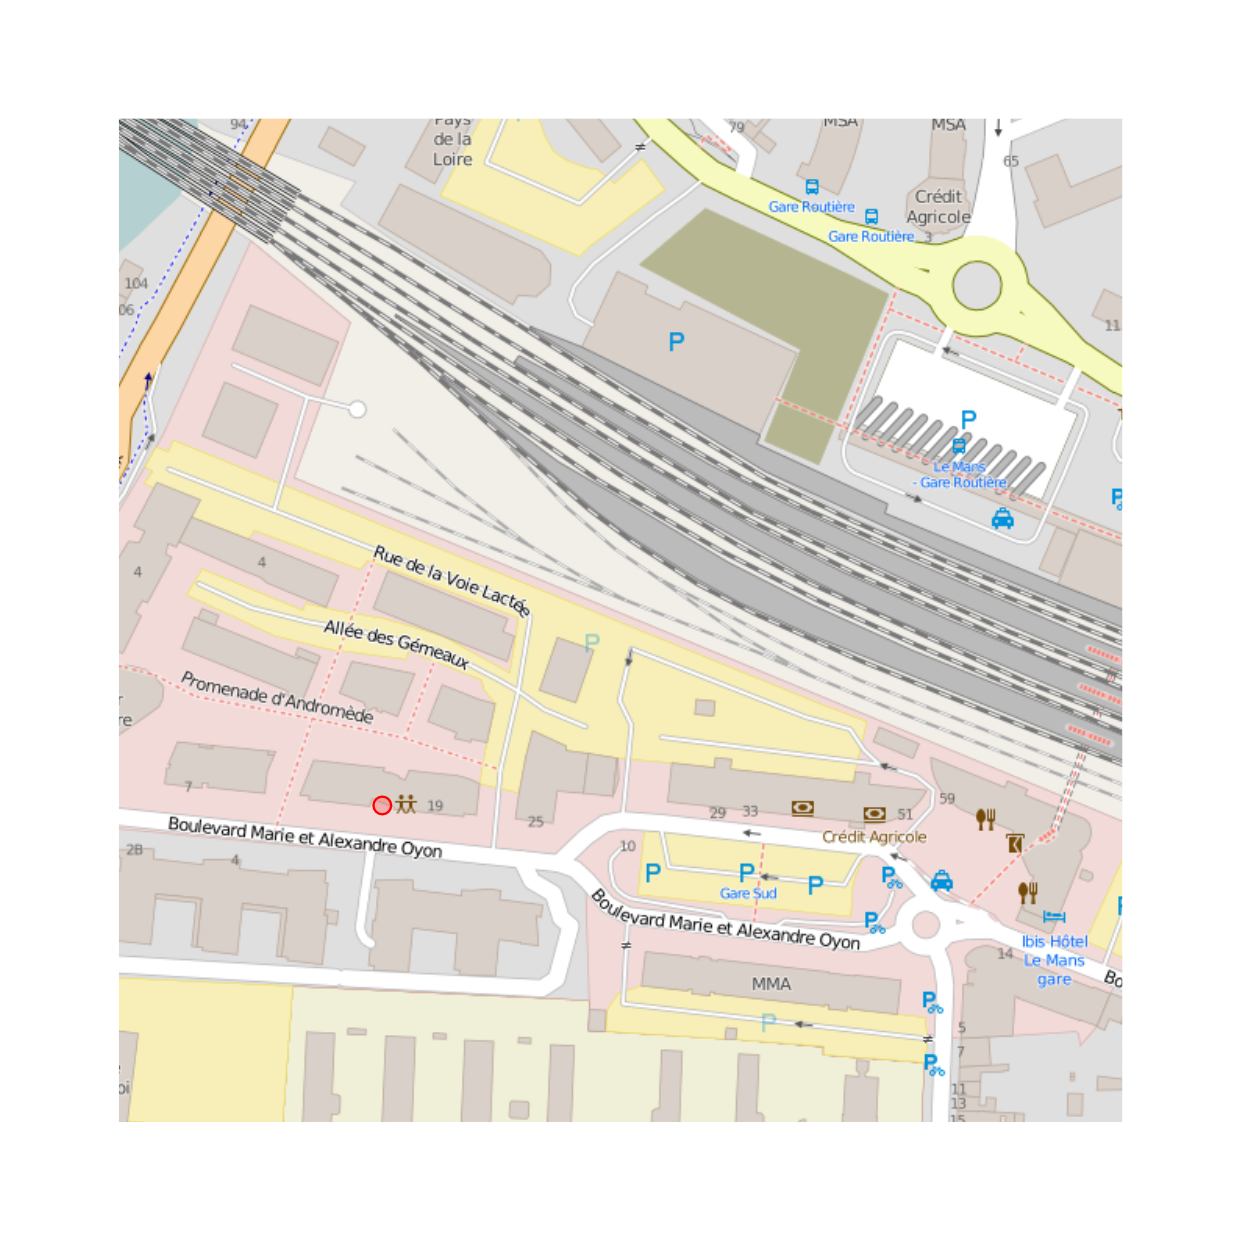 94
Pays
de la
Loire
79
MSA
MSA
65
Gare Routière
Crédit
Agricole
3
Gare Routière
104
06
11
P
P
Le Mans
- Gare Routière
P
4
4
Rue de la Voie Lactée
Allée des Gémeaux
P
Promenade d'Andromède
re
7
19
25
29
33
51
59
Crédit Agricole
Boulevard Marie et Alexandre Oyon
2B
4
10
P
P
P
P
P
Gare Sud
P
Boulevard Marie et Alexandre Oyon
Ibis Hôtel
Le Mans
gare
14
Bo
MMA
P
P
P
5
7
11
13
15
oi